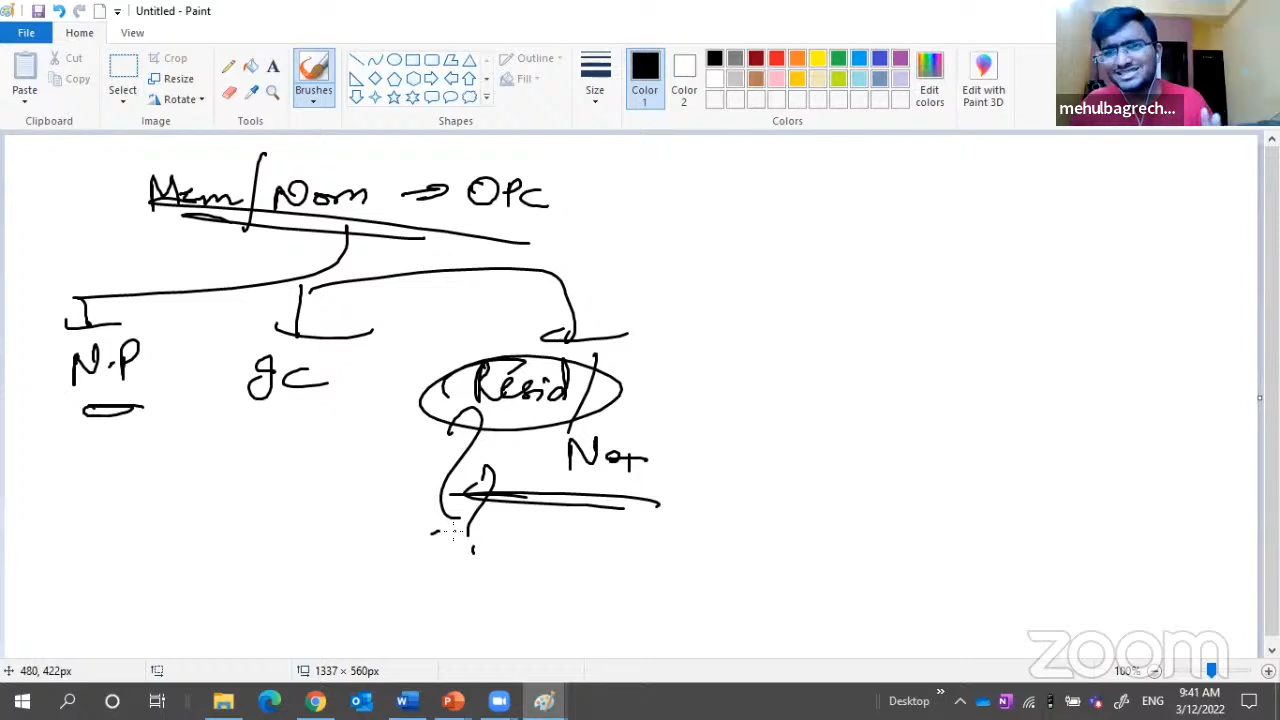 Untitled - Paint
File
Home
View
Paste
Cut
Copy
Clipboard
Select
Crop
Resize
Rotate
Image
Tools
Brushes
Shapes
Outline
Fill
Size
Color 1
Color 2
Colors
Edit colors
Edit with Paint 3D
mehulbagrech...
Mem/Nom → OPC
N.P
gc
Resid
Not
zoom
480, 422px
1337 × 560px
100%
Desktop
ENG
9:41 AM
3/12/2022